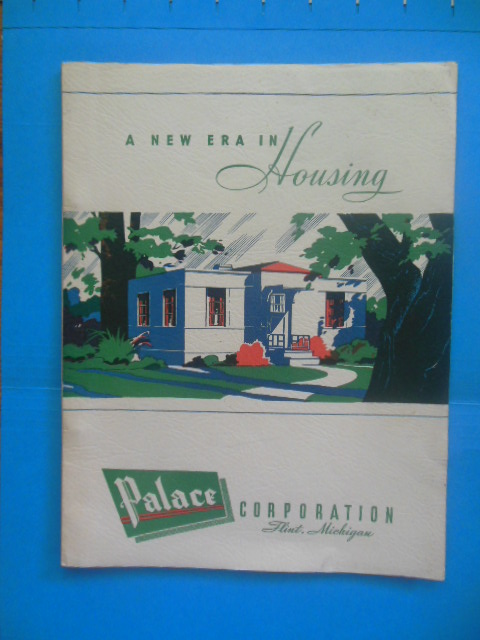 A NEW ERA IN Housing
Palace CORPORATION
Flint, Michigan